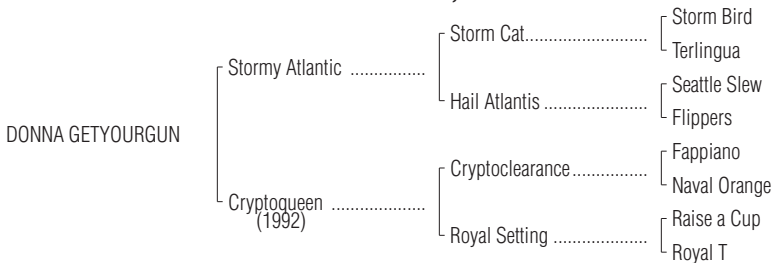 Storm Bird
Storm Cat..............................
Terlingua
Stormy Atlantic ................
Seattle Slew
Hail Atlantis .........................
Flippers
DONNA GETYOURGUN
Fappiano
Cryptoclearance..................
Naval Orange
Cryptoqueen ....................
(1992)
Raise a Cup
Royal Setting .......................
Royal T